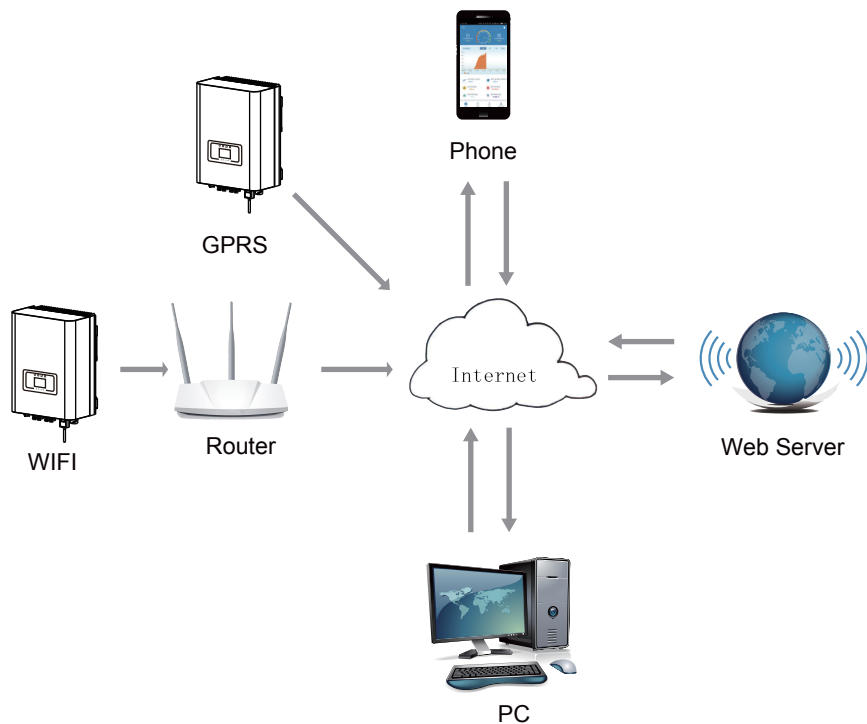 Phone
GPRS
Internet
WIFI
Router
Web Server
PC